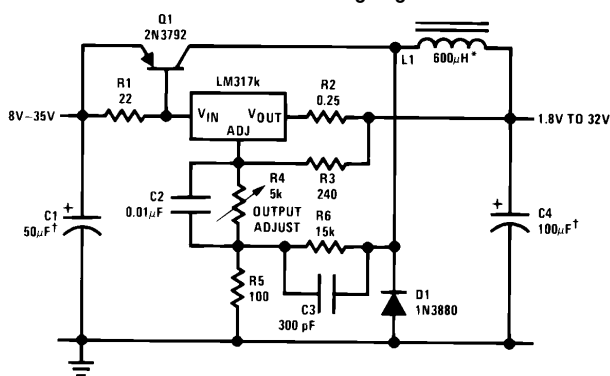 Q1
2N3792
L1
600μH*
R1
22
LM317k
VIN
VOUT
ADJ
R2
0.25
8V–35V
1.8V TO 32V
R4
5k
OUTPUT
ADJUST
R3
240
C2
0.01μF
C1
50μF†
+
R6
15k
C4
100μF†
+
R5
100
C3
300 pF
D1
1N3880